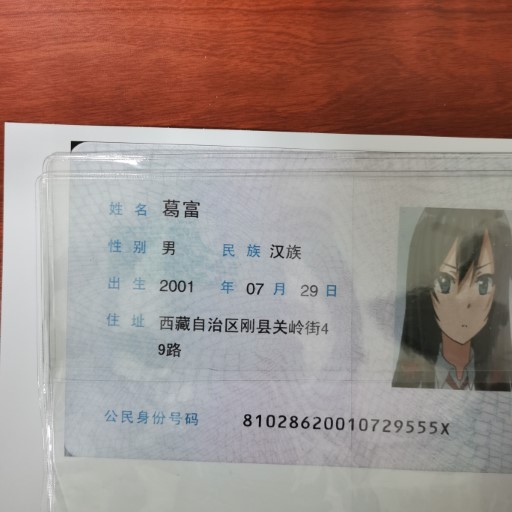 姓名 葛富
性别 男 民族 汉族
出生 2001 年 07 月 29 日
住址 西藏自治区刚县关岭街4
9路
公民身份号码 81028620010729555X